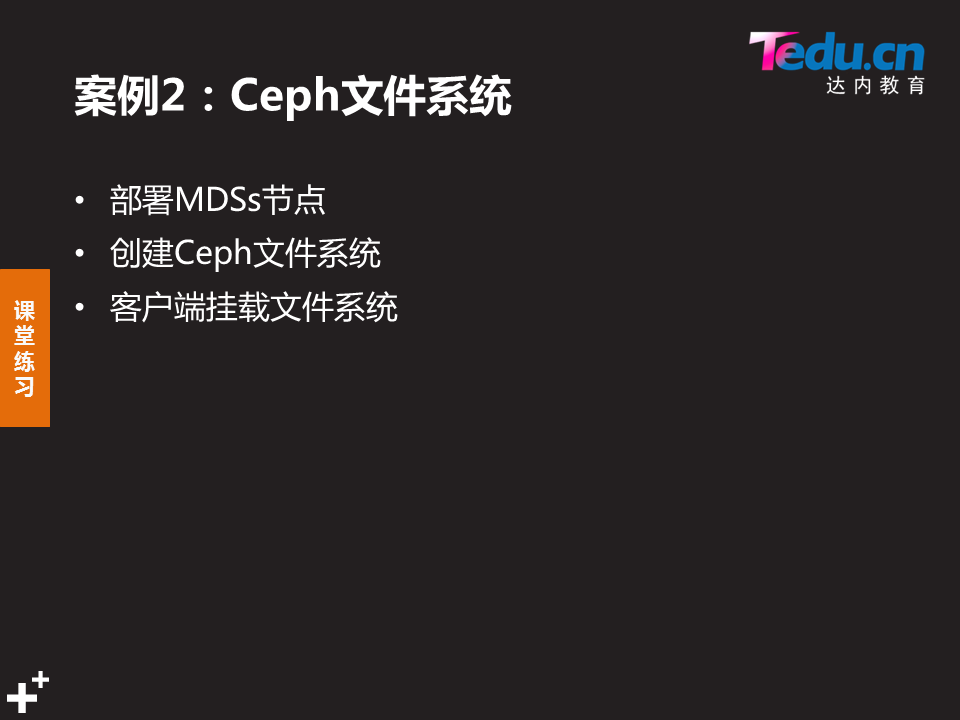 Tedu.cn
达内教育
案例2：Ceph文件系统
• 部署MDSs节点
• 创建Ceph文件系统
• 客户端挂载文件系统
课
堂
练
习